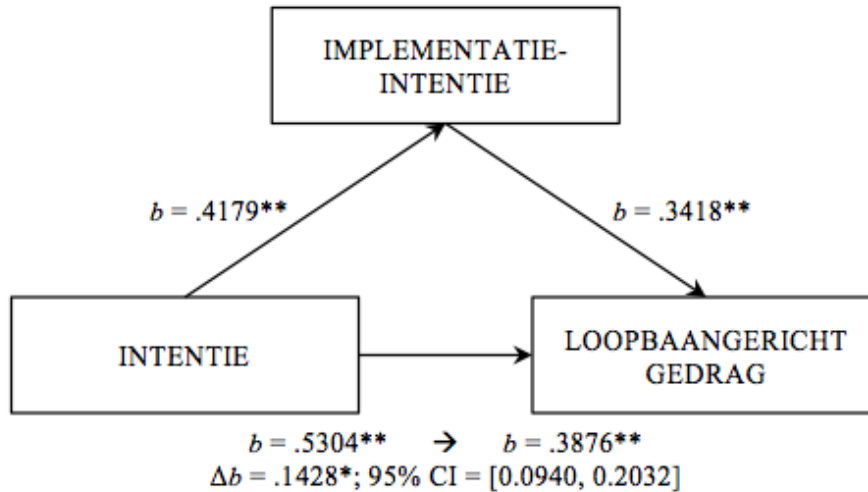 IMPLEMENTATIE-
INTENTIE
b = .4179**
b = .3418**
INTENTIE
LOOPBAANGERICHT
GEDRAG
b = .5304** → b = .3876**
Δb = .1428*; 95% CI = [0.0940, 0.2032]